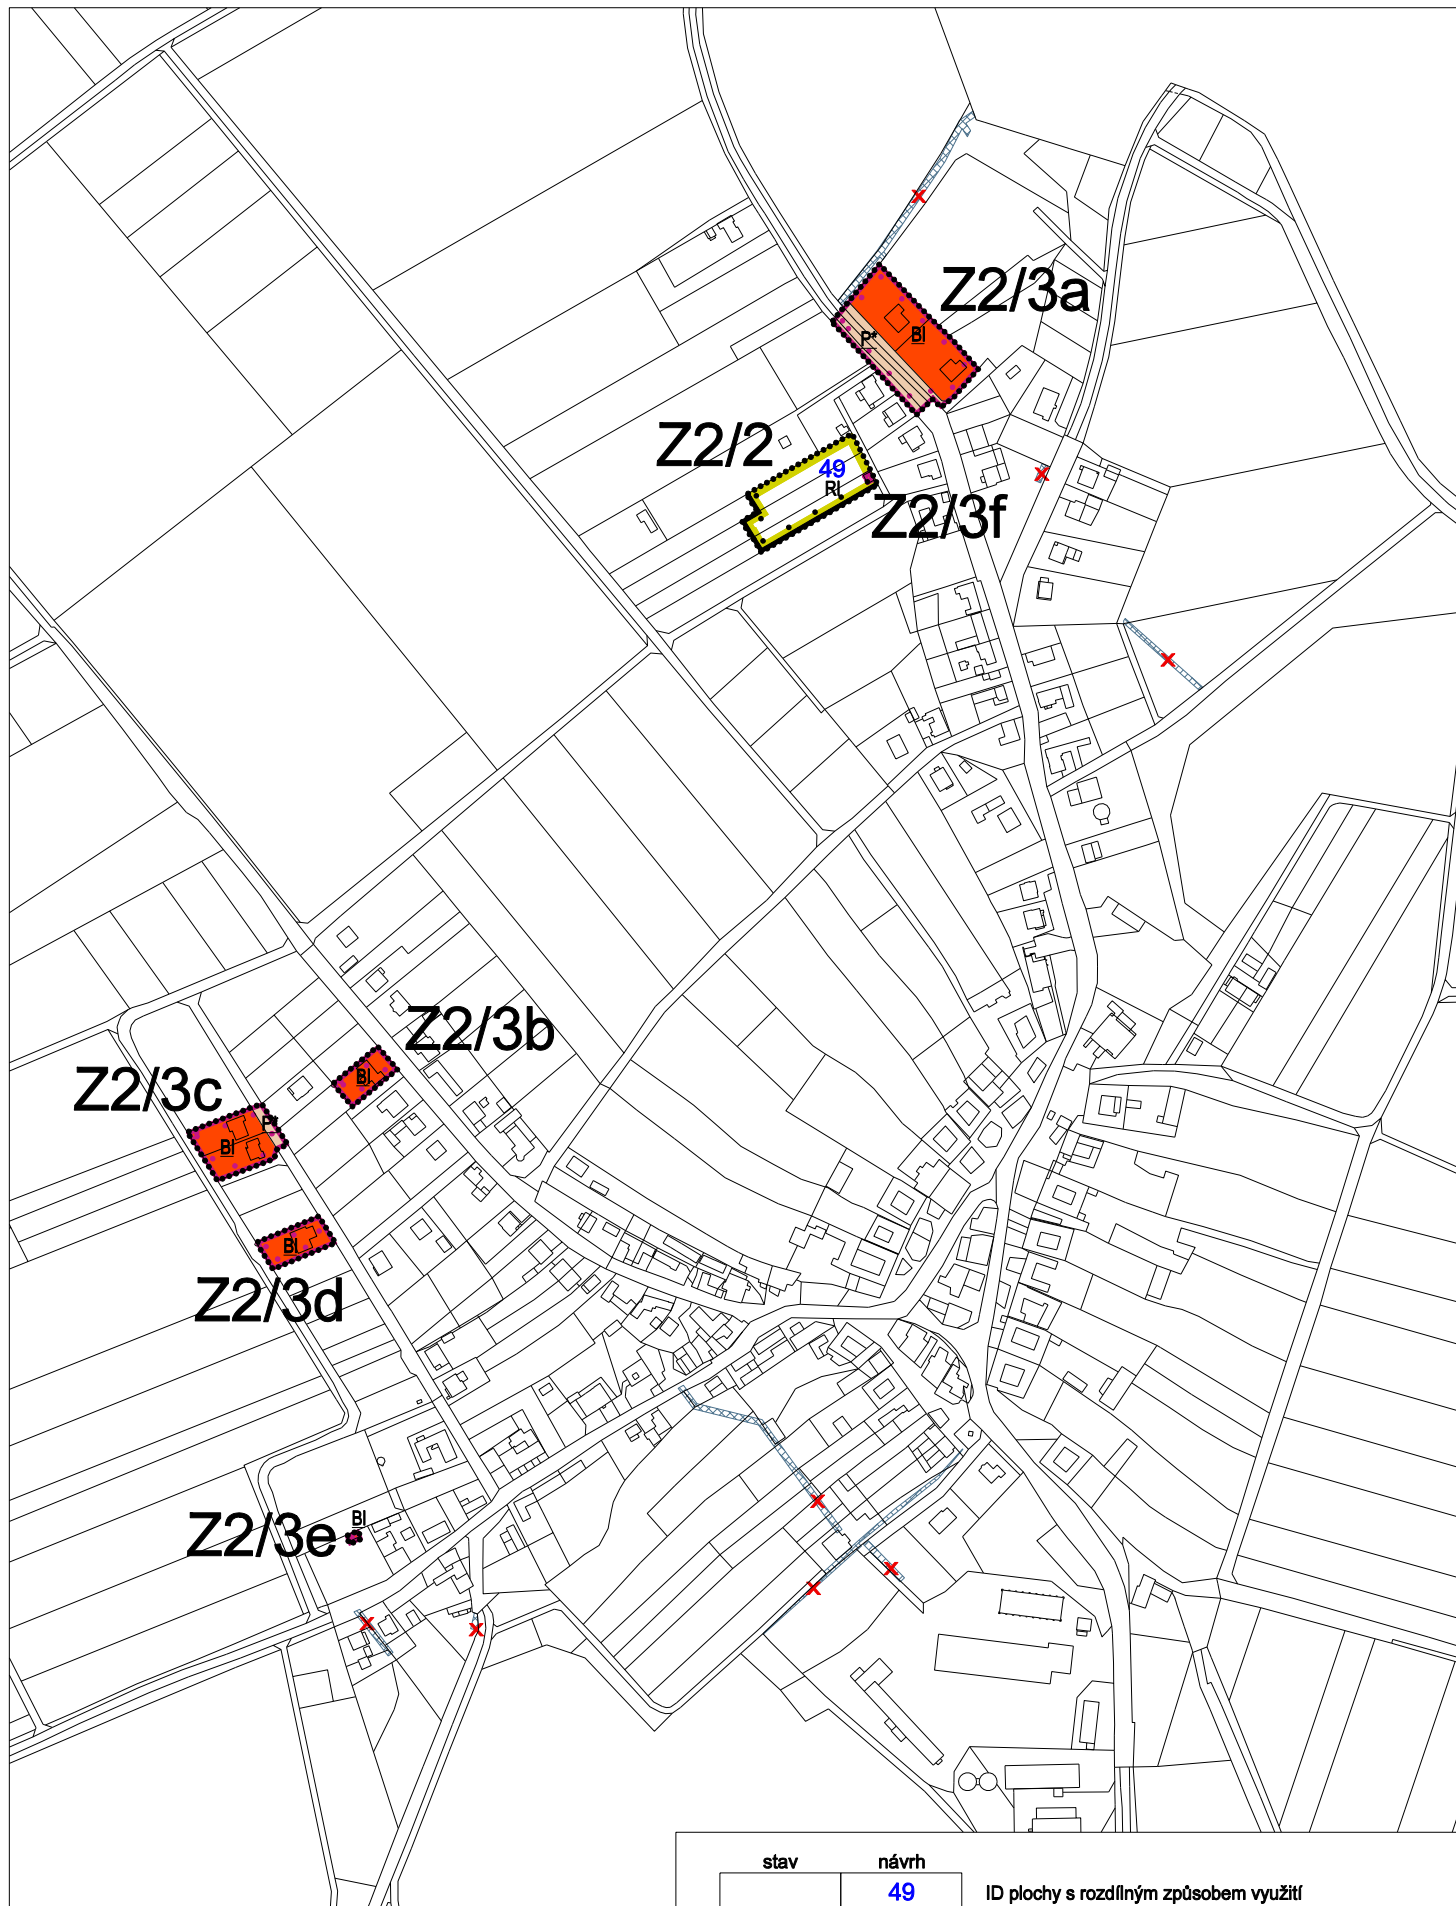 Z2/3a
P*
BI
Z2/2
49
RI
Z2/3f
Z2/3b
BI
Z2/3c
P*
BI
BI
Z2/3d
BI
Z2/3e
stav návrh
49 ID plochy s rozdílným způsobem využití